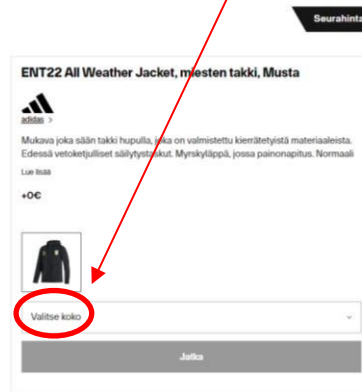 Seurahinta
ENT22 All Weather Jacket, miesten takki, Musta
adidas >
Mukava joka sään takki hupulla, joka on valmistettu kierrätetyistä materiaaleista.
Edessä vetoketjulliset säilytystaskut. Myrskyläppä, jossa painonapitus. Normaali
Lue lisää
+0€
Valitse koko
Jatka